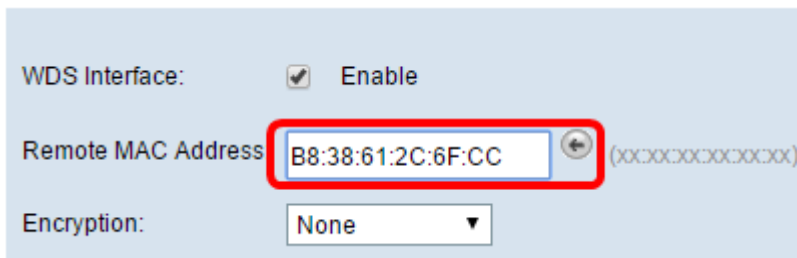 WDS Interface: Enable
Remote MAC Address B8:38:61:2C:6F:CC (xx:xx:xx:xx:xx:xx)
Encryption: None